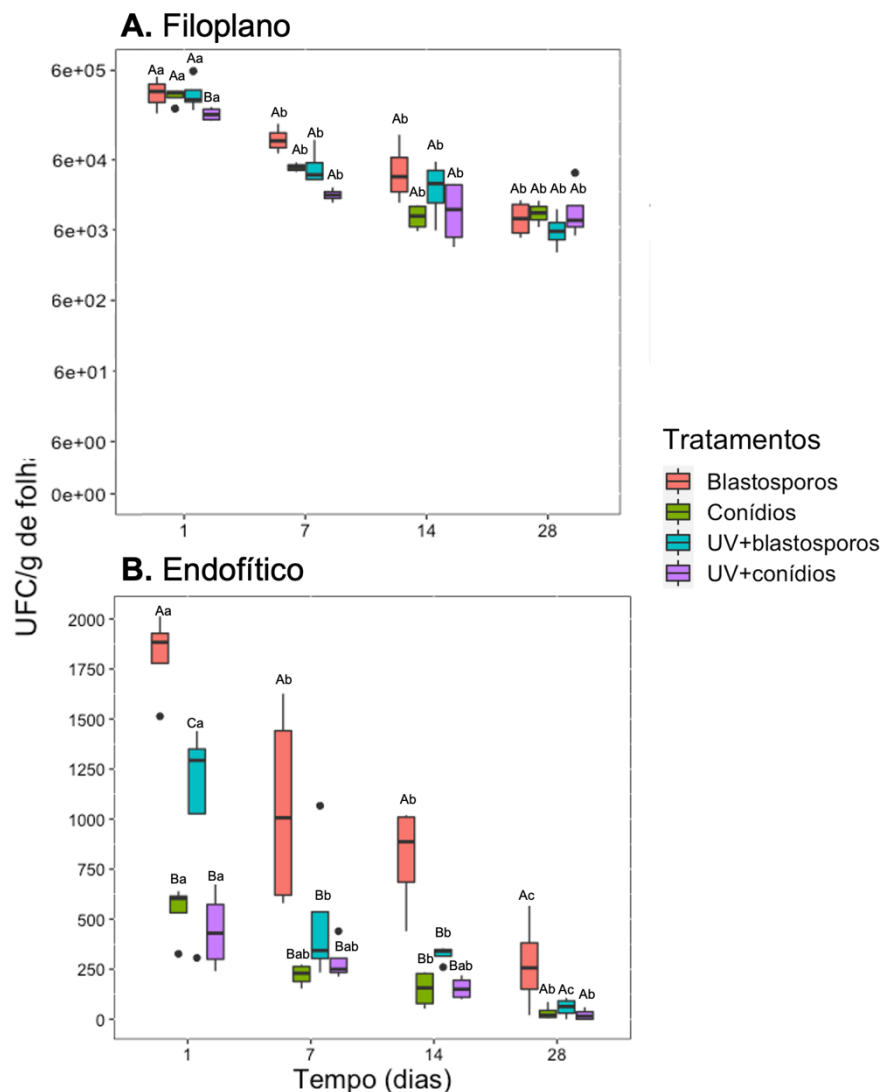 A. Filoplano
Aa Aa Aa Ba
Ab Ab Ab Ab
Ab Ab Ab Ab
Ab Ab Ab Ab
6e+05
6e+04
6e+03
6e+02
6e+01
6e+00
0e+00
1 7 14 28
UFC/g de folha
B. Endofítico
Aa Ba Ca Ba
Ab Bab Bb Bab
Ab Bb Bb Bab
Ac Ab Ac Ab
2000
1750
1500
1250
1000
750
500
250
0
1 7 14 28
Tempo (dias)
Tratamentos
Blastosporos
Conídios
UV+blastosporos
UV+conídios